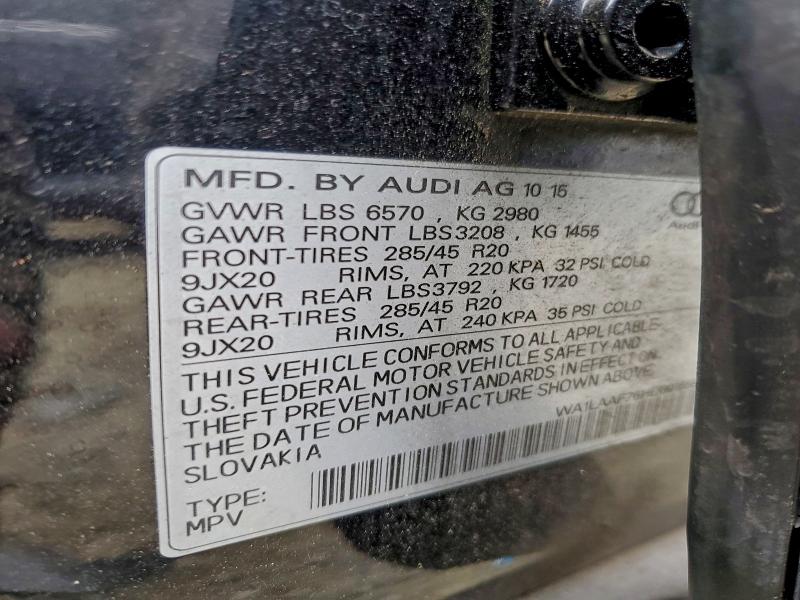 MFD. BY AUDI AG 10 15
GVWR LBS 6570 , KG 2980
GAWR FRONT LBS3208 , KG 1455
FRONT-TIRES 285/45 R20
9JX20 RIMS, AT 220 KPA 32 PSI COLD
GAWR REAR LBS3792 , KG 1720
REAR-TIRES 285/45 R20
9JX20 RIMS, AT 240 KPA 35 PSI COLD
THIS VEHICLE CONFORMS TO ALL APPLICABLE
U.S. FEDERAL MOTOR VEHICLE SAFETY AND
THEFT PREVENTION STANDARDS IN EFFECT ON
THE DATE OF MANUFACTURE SHOWN ABOVE.
SLOVAKIA
TYPE:
MPV
Audi